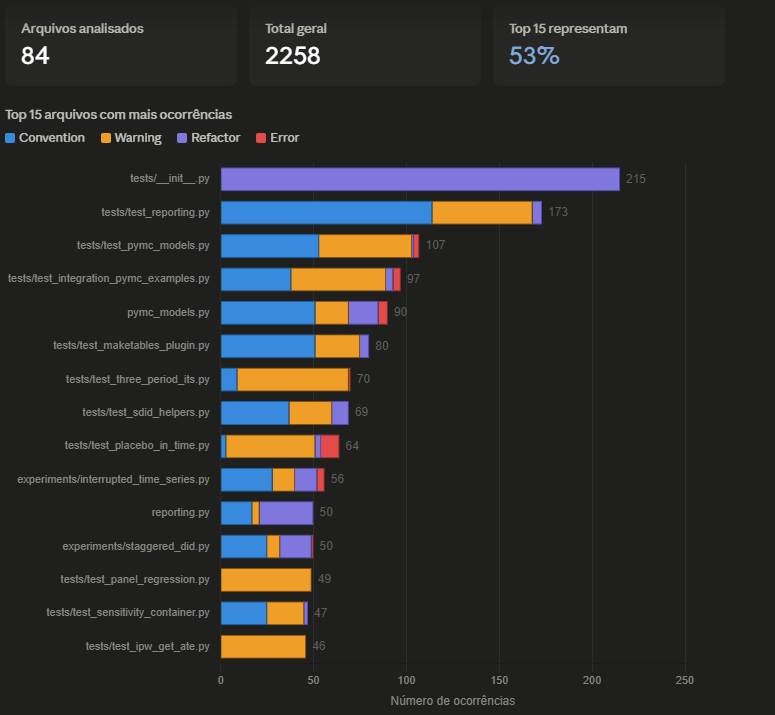 Arquivos analisados
84
Total geral
2258
Top 15 representam
53%
Top 15 arquivos com mais ocorrências
Convention
Warning
Refactor
Error
tests/__init__.py 215
tests/test_reporting.py 173
tests/test_pymc_models.py 107
tests/test_integration_pymc_examples.py 97
pymc_models.py 90
tests/test_maketables_plugin.py 80
tests/test_three_period_its.py 70
tests/test_sdid_helpers.py 69
tests/test_placebo_in_time.py 64
experiments/interrupted_time_series.py 56
reporting.py 50
experiments/staggered_did.py 50
tests/test_panel_regression.py 49
tests/test_sensitivity_container.py 47
tests/test_ipw_get_ate.py 46
0 50 100 150 200 250
Número de ocorrências